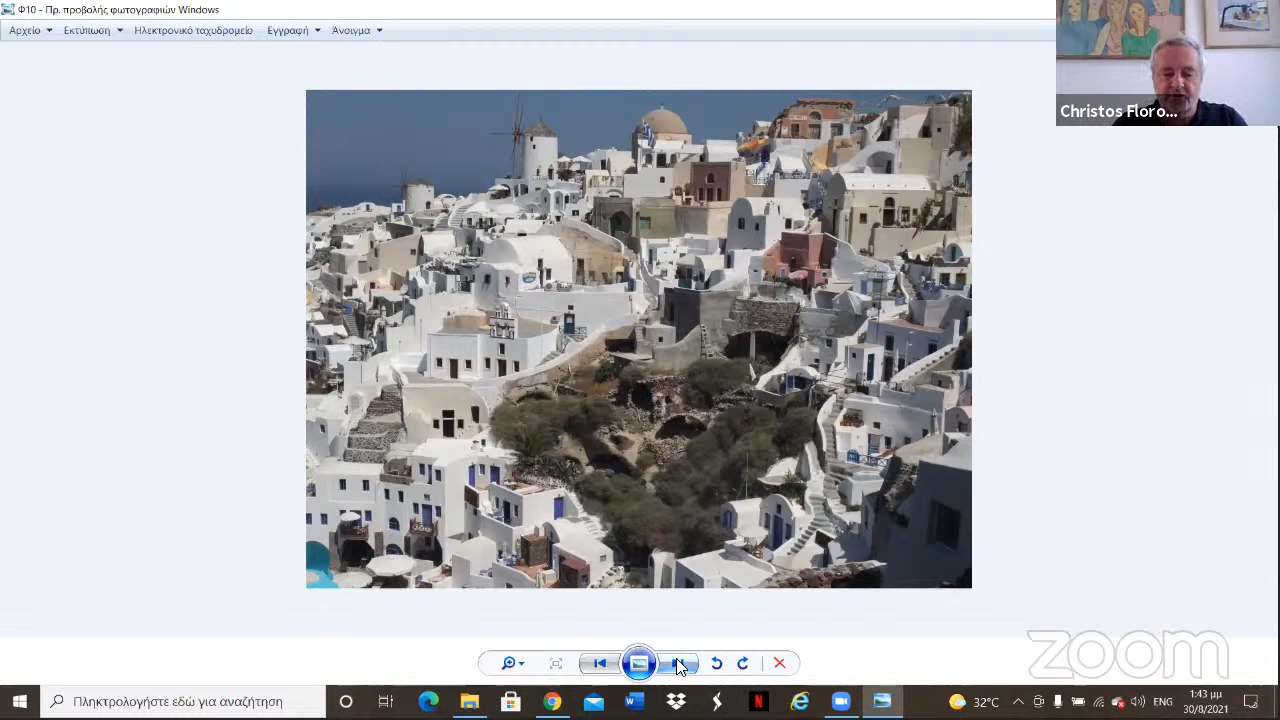 Φ10 - Πρ. προβολής φωτογραφιών Windows
Αρχείο Εκτύπωση Ηλεκτρονικό ταχυδρομείο Εγγραφή Άνοιγμα
Christos Floro...
zoom
Πληκτρολογήστε εδώ για αναζήτηση
32°C
ENG
1:43 μμ
30/8/2021